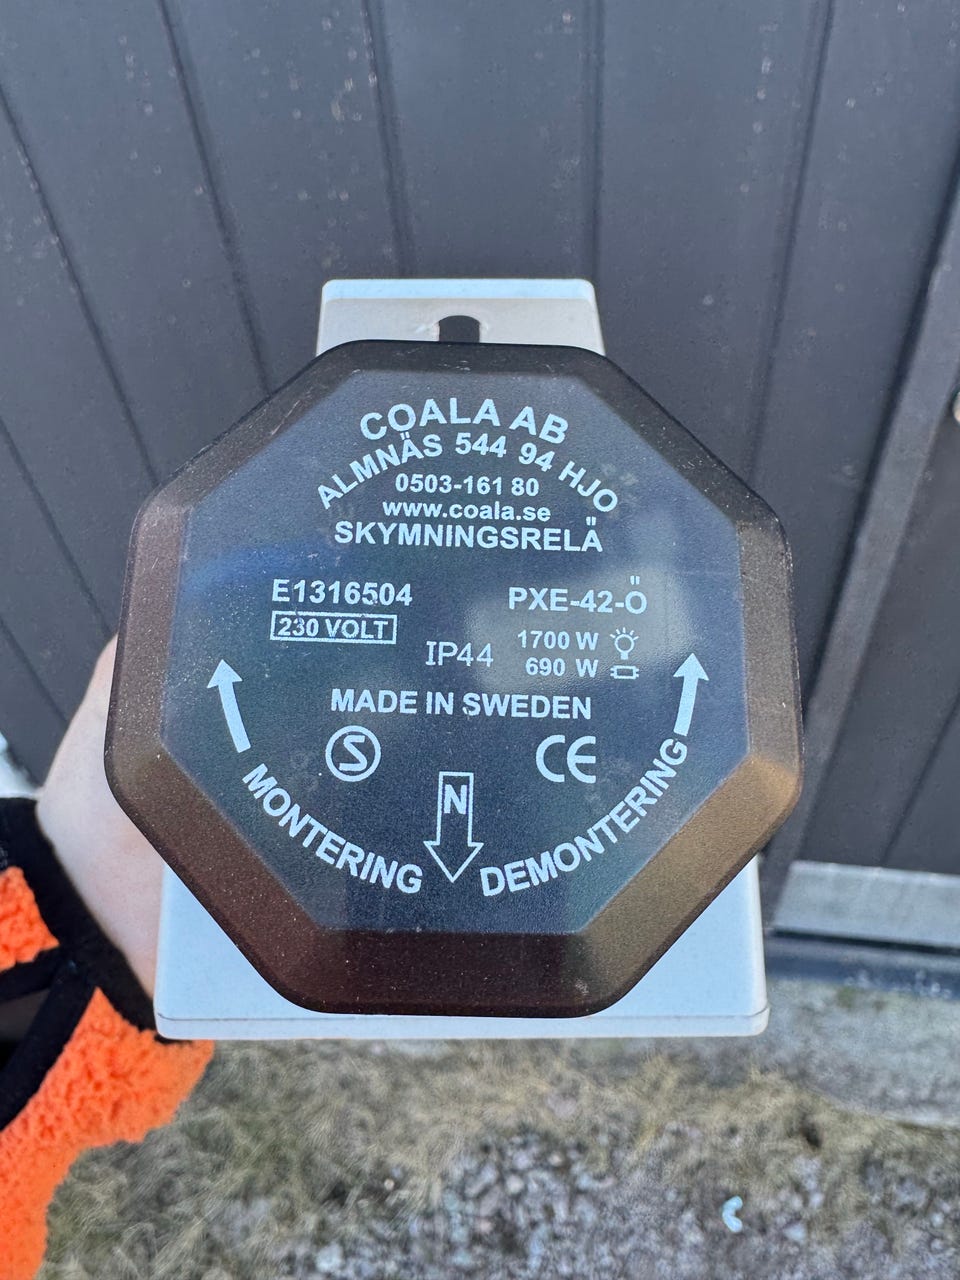 COALA AB
ALMNÄS 544 94 HJO
0503-161 80
www.coala.se
SKYMNINGSRELÄ
E1316504
PXE-42-Ö
230 VOLT
1700 W
IP44
690 W
MADE IN SWEDEN
S
CE
N
MONTERING
DEMONTERING